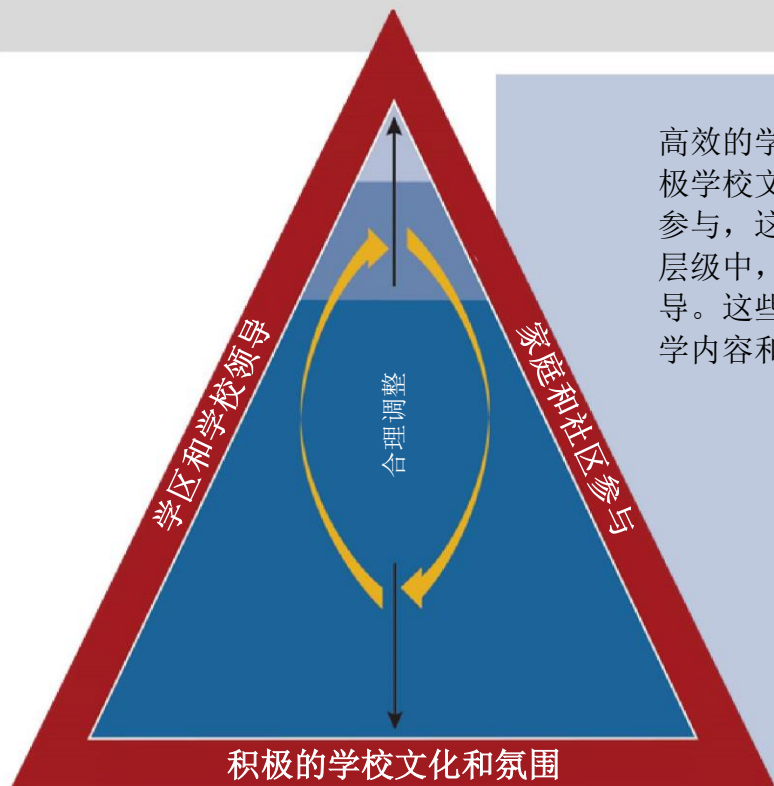 高效的学
极学校文
参与，这
层级中，
导。这些
学内容和
学区和学校领导
家庭和社区参与
合理调整
积极的学校文化和氛围